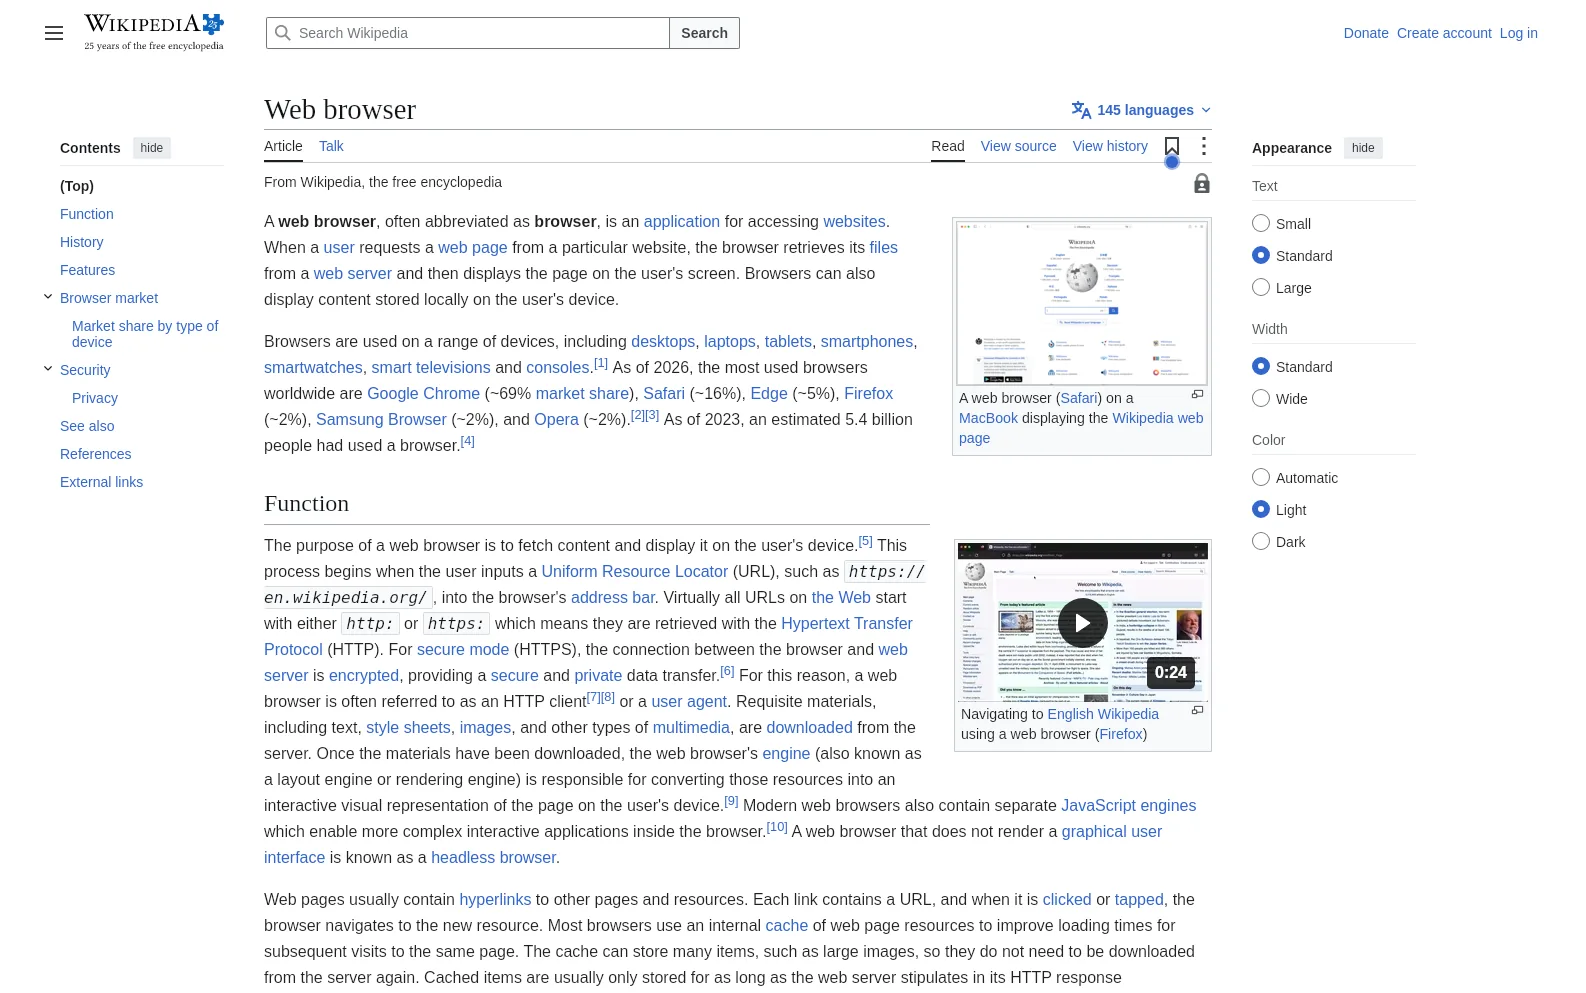 WIKIPEDIA 25
25 years of the free encyclopedia
Search Wikipedia
Search
Donate
Create account
Log in
Contents
hide
(Top)
Function
History
Features
Browser market
Market share by type of
device
Security
Privacy
See also
References
External links
Web browser
145 languages
Article
Talk
Read
View source
View history
From Wikipedia, the free encyclopedia
A web browser, often abbreviated as browser, is an application for accessing websites.
When a user requests a web page from a particular website, the browser retrieves its files
from a web server and then displays the page on the user's screen. Browsers can also
display content stored locally on the user's device.
Browsers are used on a range of devices, including desktops, laptops, tablets, smartphones,
smartwatches, smart televisions and consoles.[1] As of 2026, the most used browsers
worldwide are Google Chrome (~69% market share), Safari (~16%), Edge (~5%), Firefox
(~2%), Samsung Browser (~2%), and Opera (~2%).[2][3] As of 2023, an estimated 5.4 billion
people had used a browser.[4]
WIKIPEDIA
A web browser (Safari) on a
MacBook displaying the Wikipedia web
page
Function
The purpose of a web browser is to fetch content and display it on the user's device.[5] This
process begins when the user inputs a Uniform Resource Locator (URL), such as https://
en.wikipedia.org/, into the browser's address bar. Virtually all URLs on the Web start
with either http: or https: which means they are retrieved with the Hypertext Transfer
Protocol (HTTP). For secure mode (HTTPS), the connection between the browser and web
server is encrypted, providing a secure and private data transfer.[6] For this reason, a web
browser is often referred to as an HTTP client[7][8] or a user agent. Requisite materials,
including text, style sheets, images, and other types of multimedia, are downloaded from the
server. Once the materials have been downloaded, the web browser's engine (also known as
a layout engine or rendering engine) is responsible for converting those resources into an
interactive visual representation of the page on the user's device.[9] Modern web browsers also contain separate JavaScript engines
which enable more complex interactive applications inside the browser.[10] A web browser that does not render a graphical user
interface is known as a headless browser.
Welcome to Wikipedia,
0:24
Navigating to English Wikipedia
using a web browser (Firefox)
Web pages usually contain hyperlinks to other pages and resources. Each link contains a URL, and when it is clicked or tapped, the
browser navigates to the new resource. Most browsers use an internal cache of web page resources to improve loading times for
subsequent visits to the same page. The cache can store many items, such as large images, so they do not need to be downloaded
from the server again. Cached items are usually only stored for as long as the web server stipulates in its HTTP response
Appearance
hide
Text
Small
Standard
Large
Width
Standard
Wide
Color
Automatic
Light
Dark